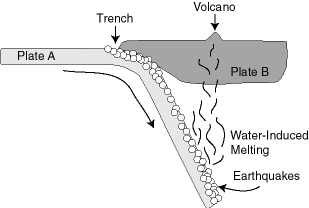 Volcano
Trench
Plate A
Plate B
Water-Induced
Melting
Earthquakes